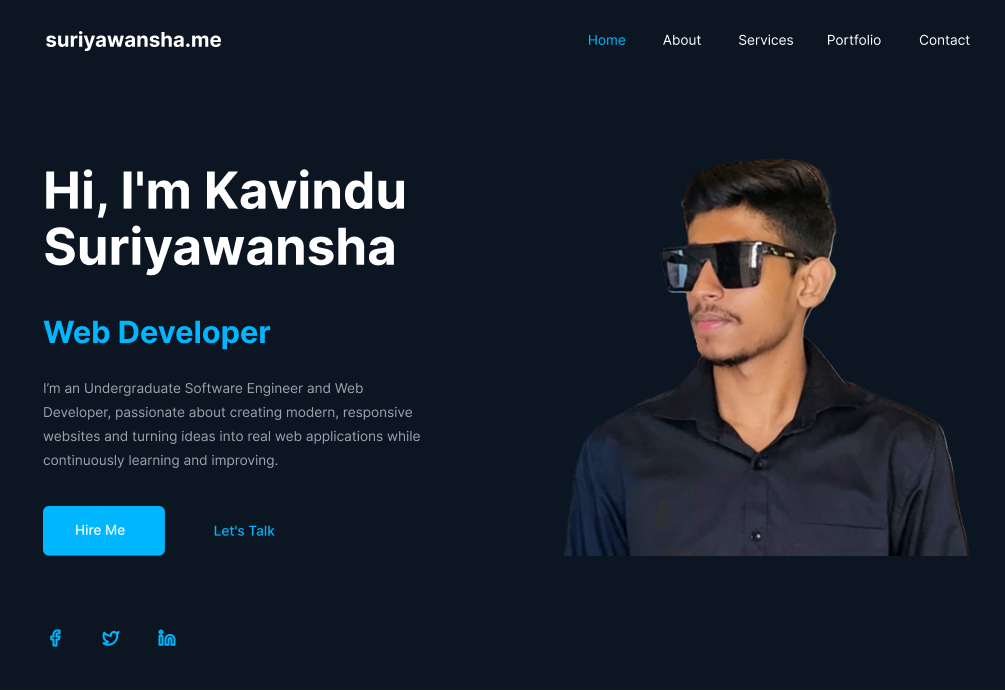 suriyawansha.me
Home About Services Portfolio Contact
Hi, I'm Kavindu
Suriyawansha
Web Developer
I’m an Undergraduate Software Engineer and Web
Developer, passionate about creating modern, responsive
websites and turning ideas into real web applications while
continuously learning and improving.
Hire Me
Let's Talk